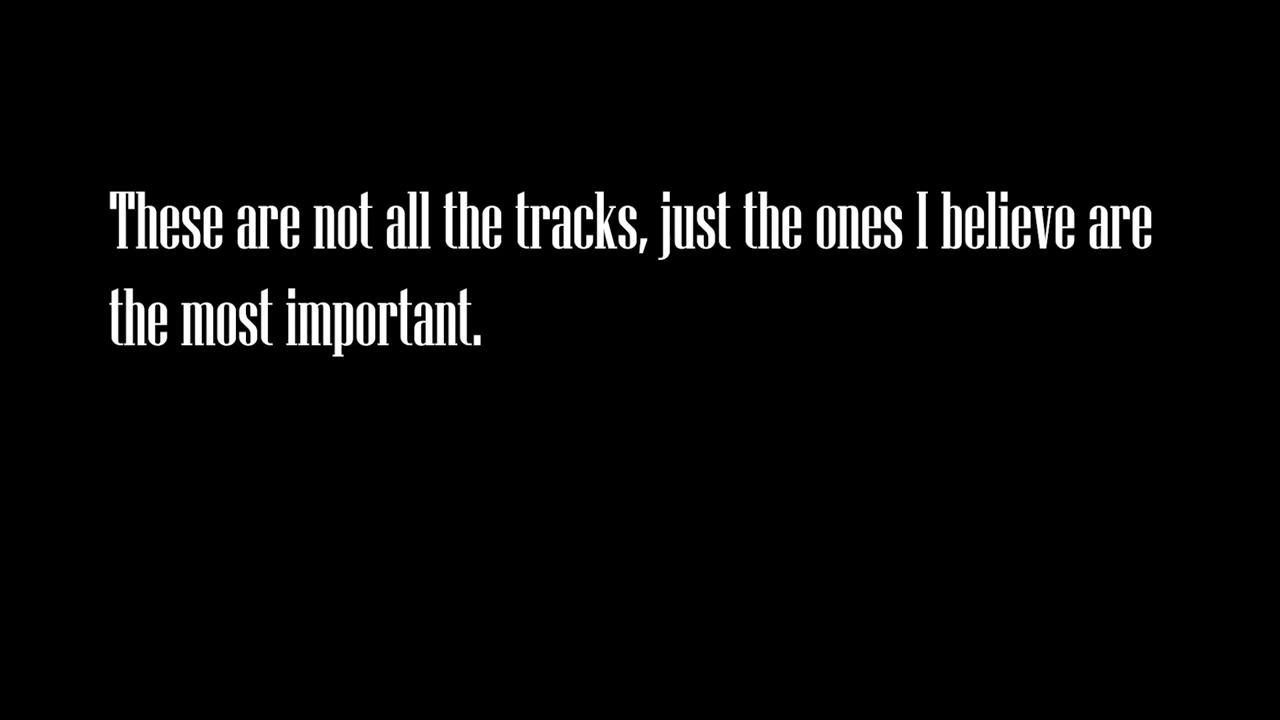 These are not all the tracks, just the ones I believe are
the most important.